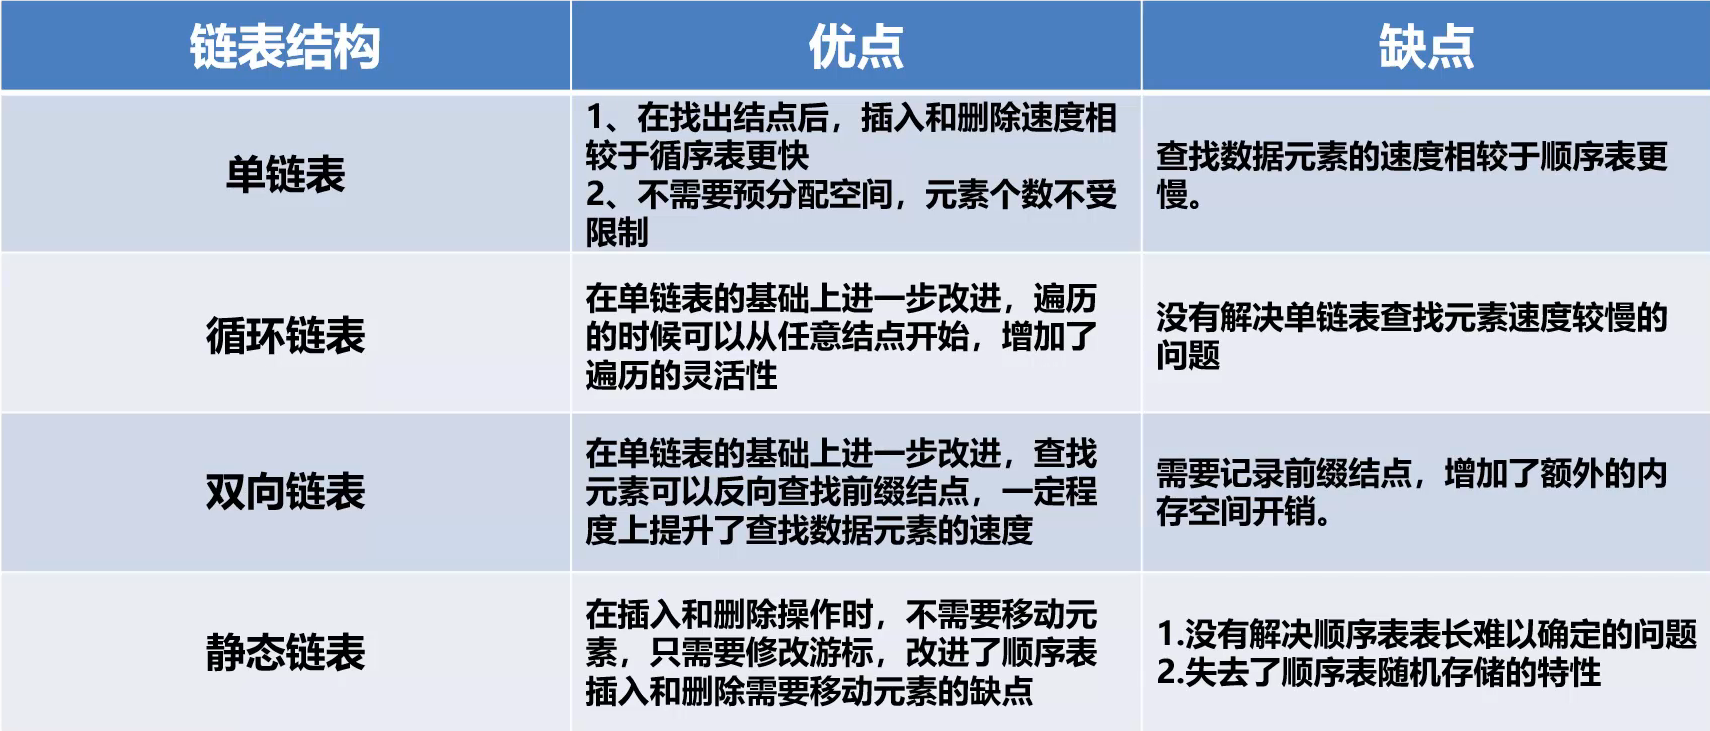 链表结构
优点
缺点
单链表
1、在找出结点后，插入和删除速度相
较于循序表更快
2、不需要预分配空间，元素个数不受
限制
查找数据元素的速度相较于顺序表更
慢。
循环链表
在单链表的基础上进一步改进，遍历
的时候可以从任意结点开始，增加了
遍历的灵活性
没有解决单链表查找元素速度较慢的
问题
双向链表
在单链表的基础上进一步改进，查找
元素可以反向查找前缀结点，一定程
度上提升了查找数据元素的速度
需要记录前缀结点，增加了额外的内
存空间开销。
静态链表
在插入和删除操作时，不需要移动元
素，只需要修改游标，改进了顺序表
插入和删除需要移动元素的缺点
1.没有解决顺序表表长难以确定的问题
2.失去了顺序表随机存储的特性